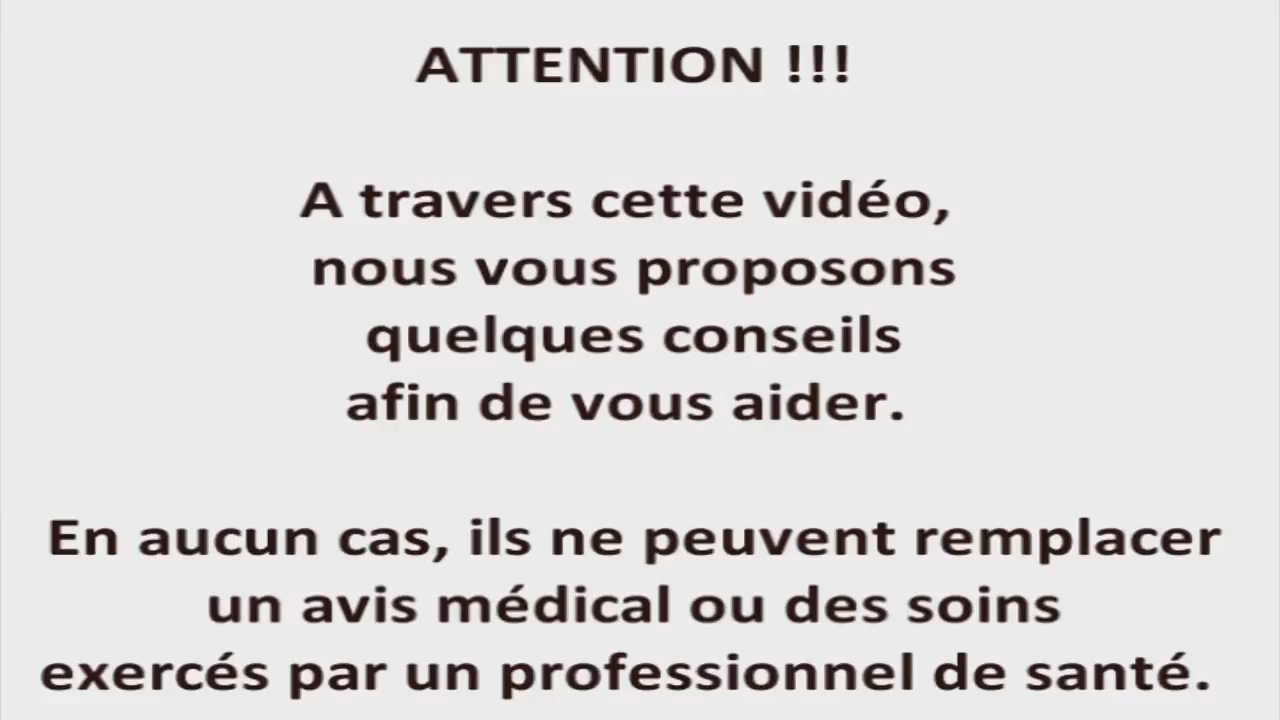 ATTENTION !!!
A travers cette vidéo,
nous vous proposons
quelques conseils
afin de vous aider.
En aucun cas, ils ne peuvent remplacer
un avis médical ou des soins
exercés par un professionnel de santé.